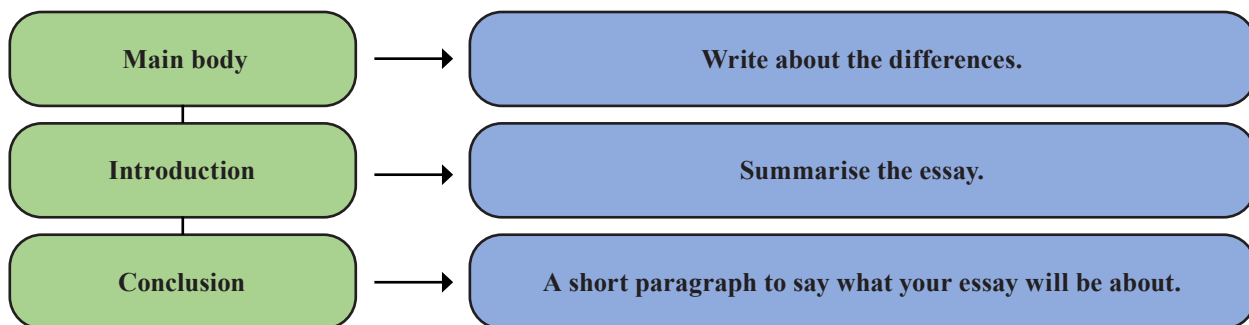 Main body
Write about the differences.
Introduction
Summarise the essay.
Conclusion
A short paragraph to say what your essay will be about.